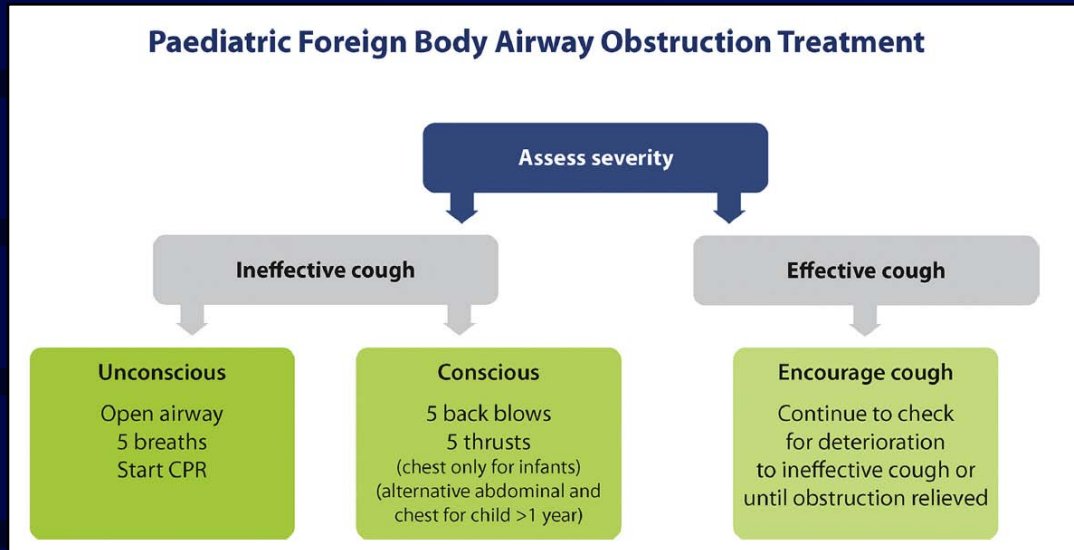 Paediatric Foreign Body Airway Obstruction Treatment
Assess severity
Ineffective cough
Effective cough
Unconscious
Open airway
5 breaths
Start CPR
Conscious
5 back blows
5 thrusts
(chest only for infants)
(alternative abdominal and
chest for child >1 year)
Encourage cough
Continue to check
for deterioration
to ineffective cough or
until obstruction relieved